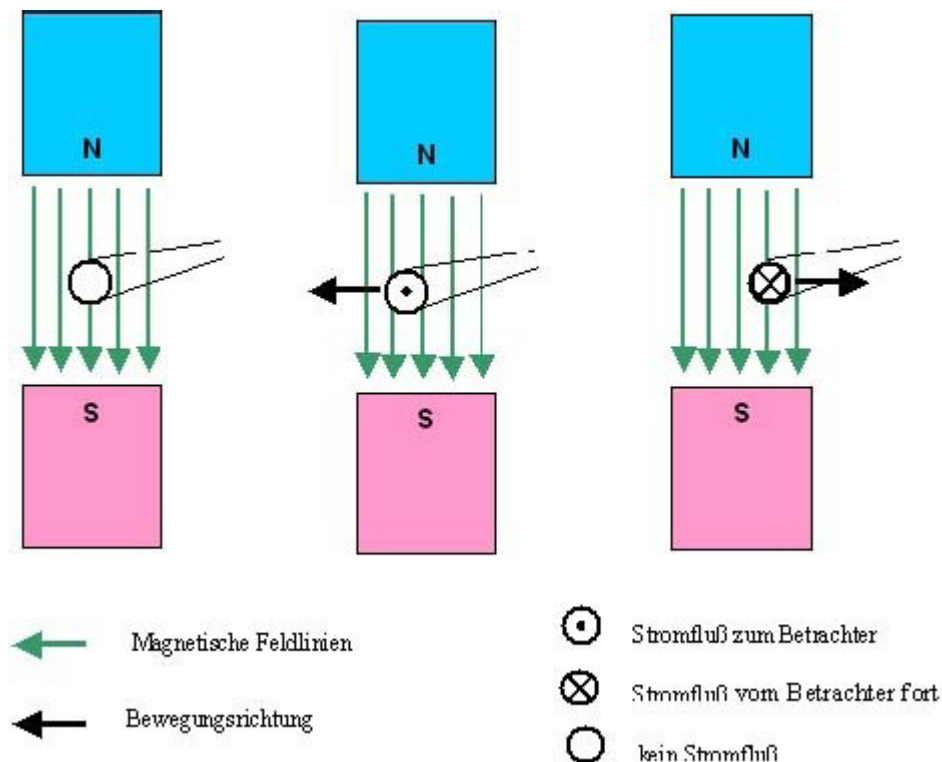 N
N
N
S
S
S
Magnetische Feldlinien
Bewegungsrichtung
Stromfluß zum Betrachter
Stromfluß vom Betrachter fort
kein Stromfluß